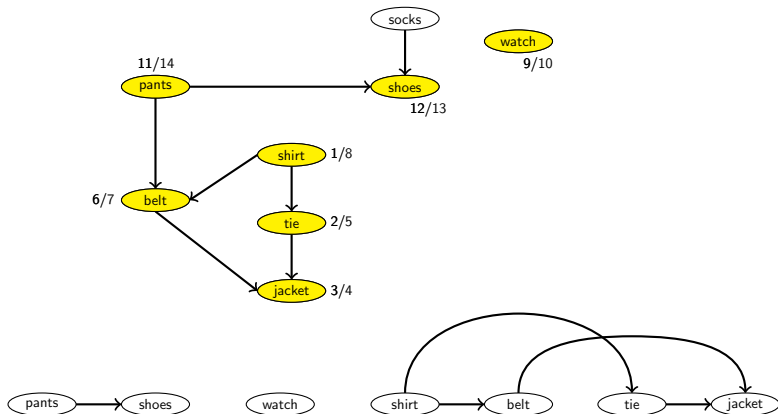 socks
watch
9/10
11/14
pants
shoes
12/13
shirt 1/8
6/7 belt
tie 2/5
jacket 3/4
pants shoes watch shirt belt tie jacket